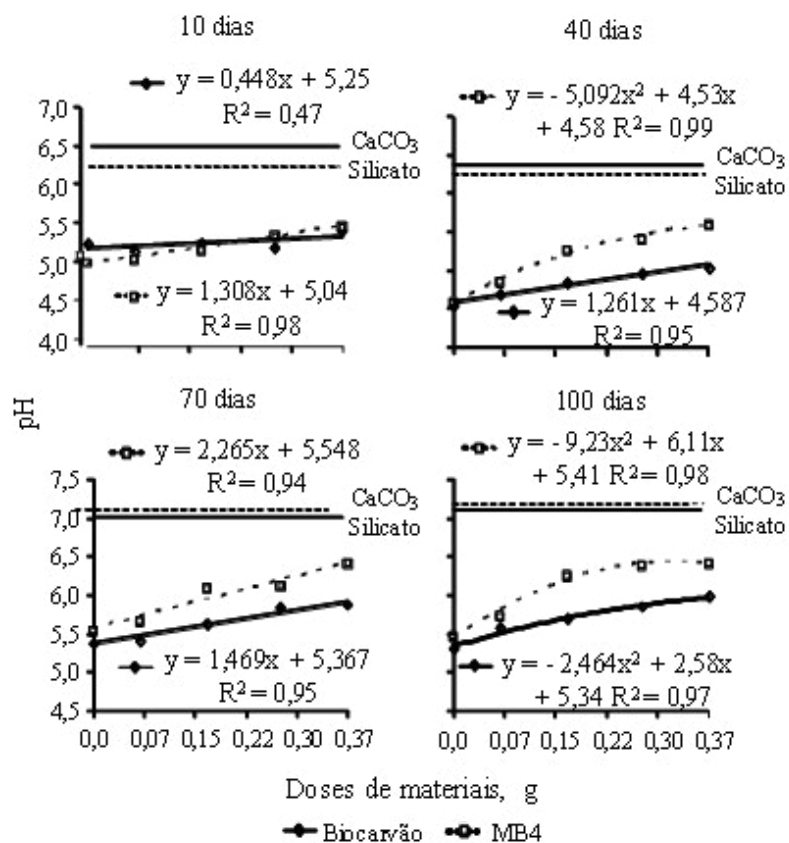 10 dias
y = 0,448x + 5,25
R² = 0,47
7,0
6,5
6,0
5,5
5,0
4,5
4,0
CaCO₃
Silicato
y = 1,308x + 5,04
R² = 0,98
40 dias
y = - 5,092x² + 4,53x
+ 4,58 R² = 0,99
CaCO₃
Silicato
y = 1,261x + 4,587
R² = 0,95
pH
70 dias
y = 2,265x + 5,548
R² = 0,94
7,5
7,0
6,5
6,0
5,5
5,0
4,5
CaCO₃
Silicato
y = 1,469x + 5,367
R² = 0,95
0,0 0,07 0,15 0,22 0,30 0,37
100 dias
y = - 9,23x² + 6,11x
+ 5,41 R² = 0,98
CaCO₃
Silicato
y = - 2,464x² + 2,58x
+ 5,34 R² = 0,97
0,0 0,07 0,15 0,22 0,30 0,37
Doses de materiais, g
Biocarvão MB4